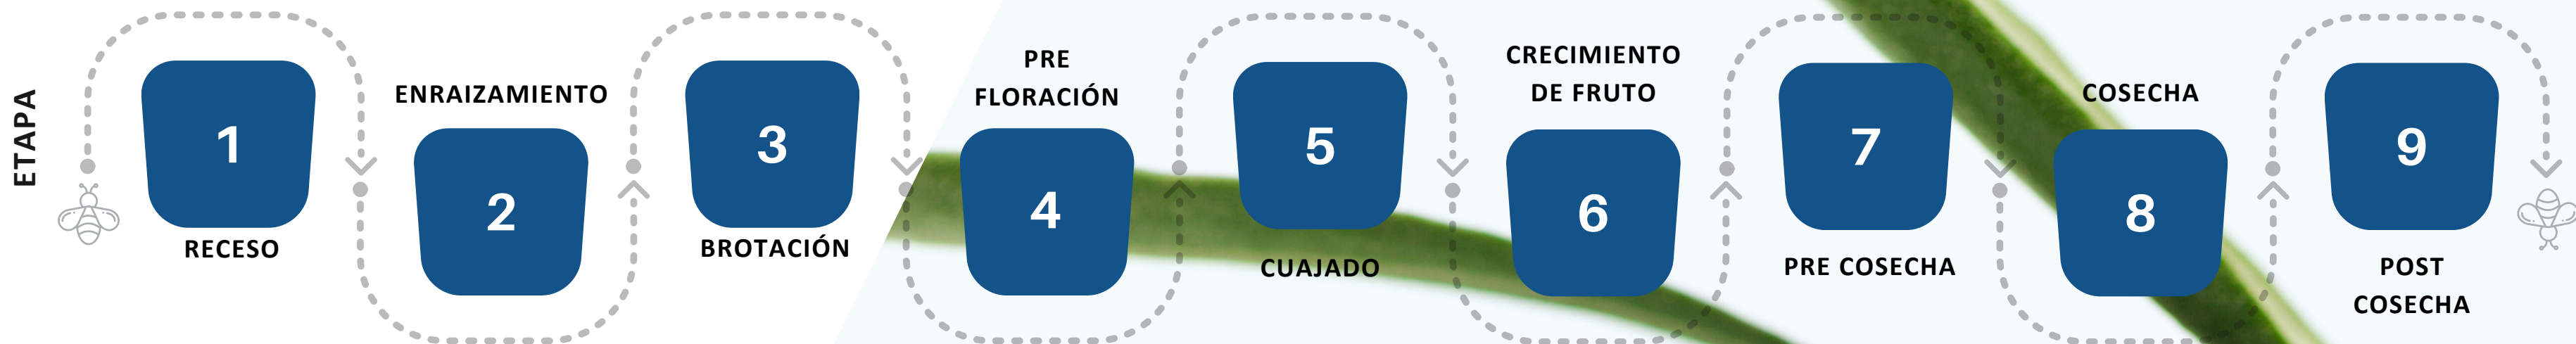 ETAPA
1
RECESO
ENRAIZAMIENTO
2
3
BROTACIÓN
PRE
FLORACIÓN
4
5
CUAJADO
CRECIMIENTO
DE FRUTO
6
7
PRE COSECHA
COSECHA
8
9
POST
COSECHA